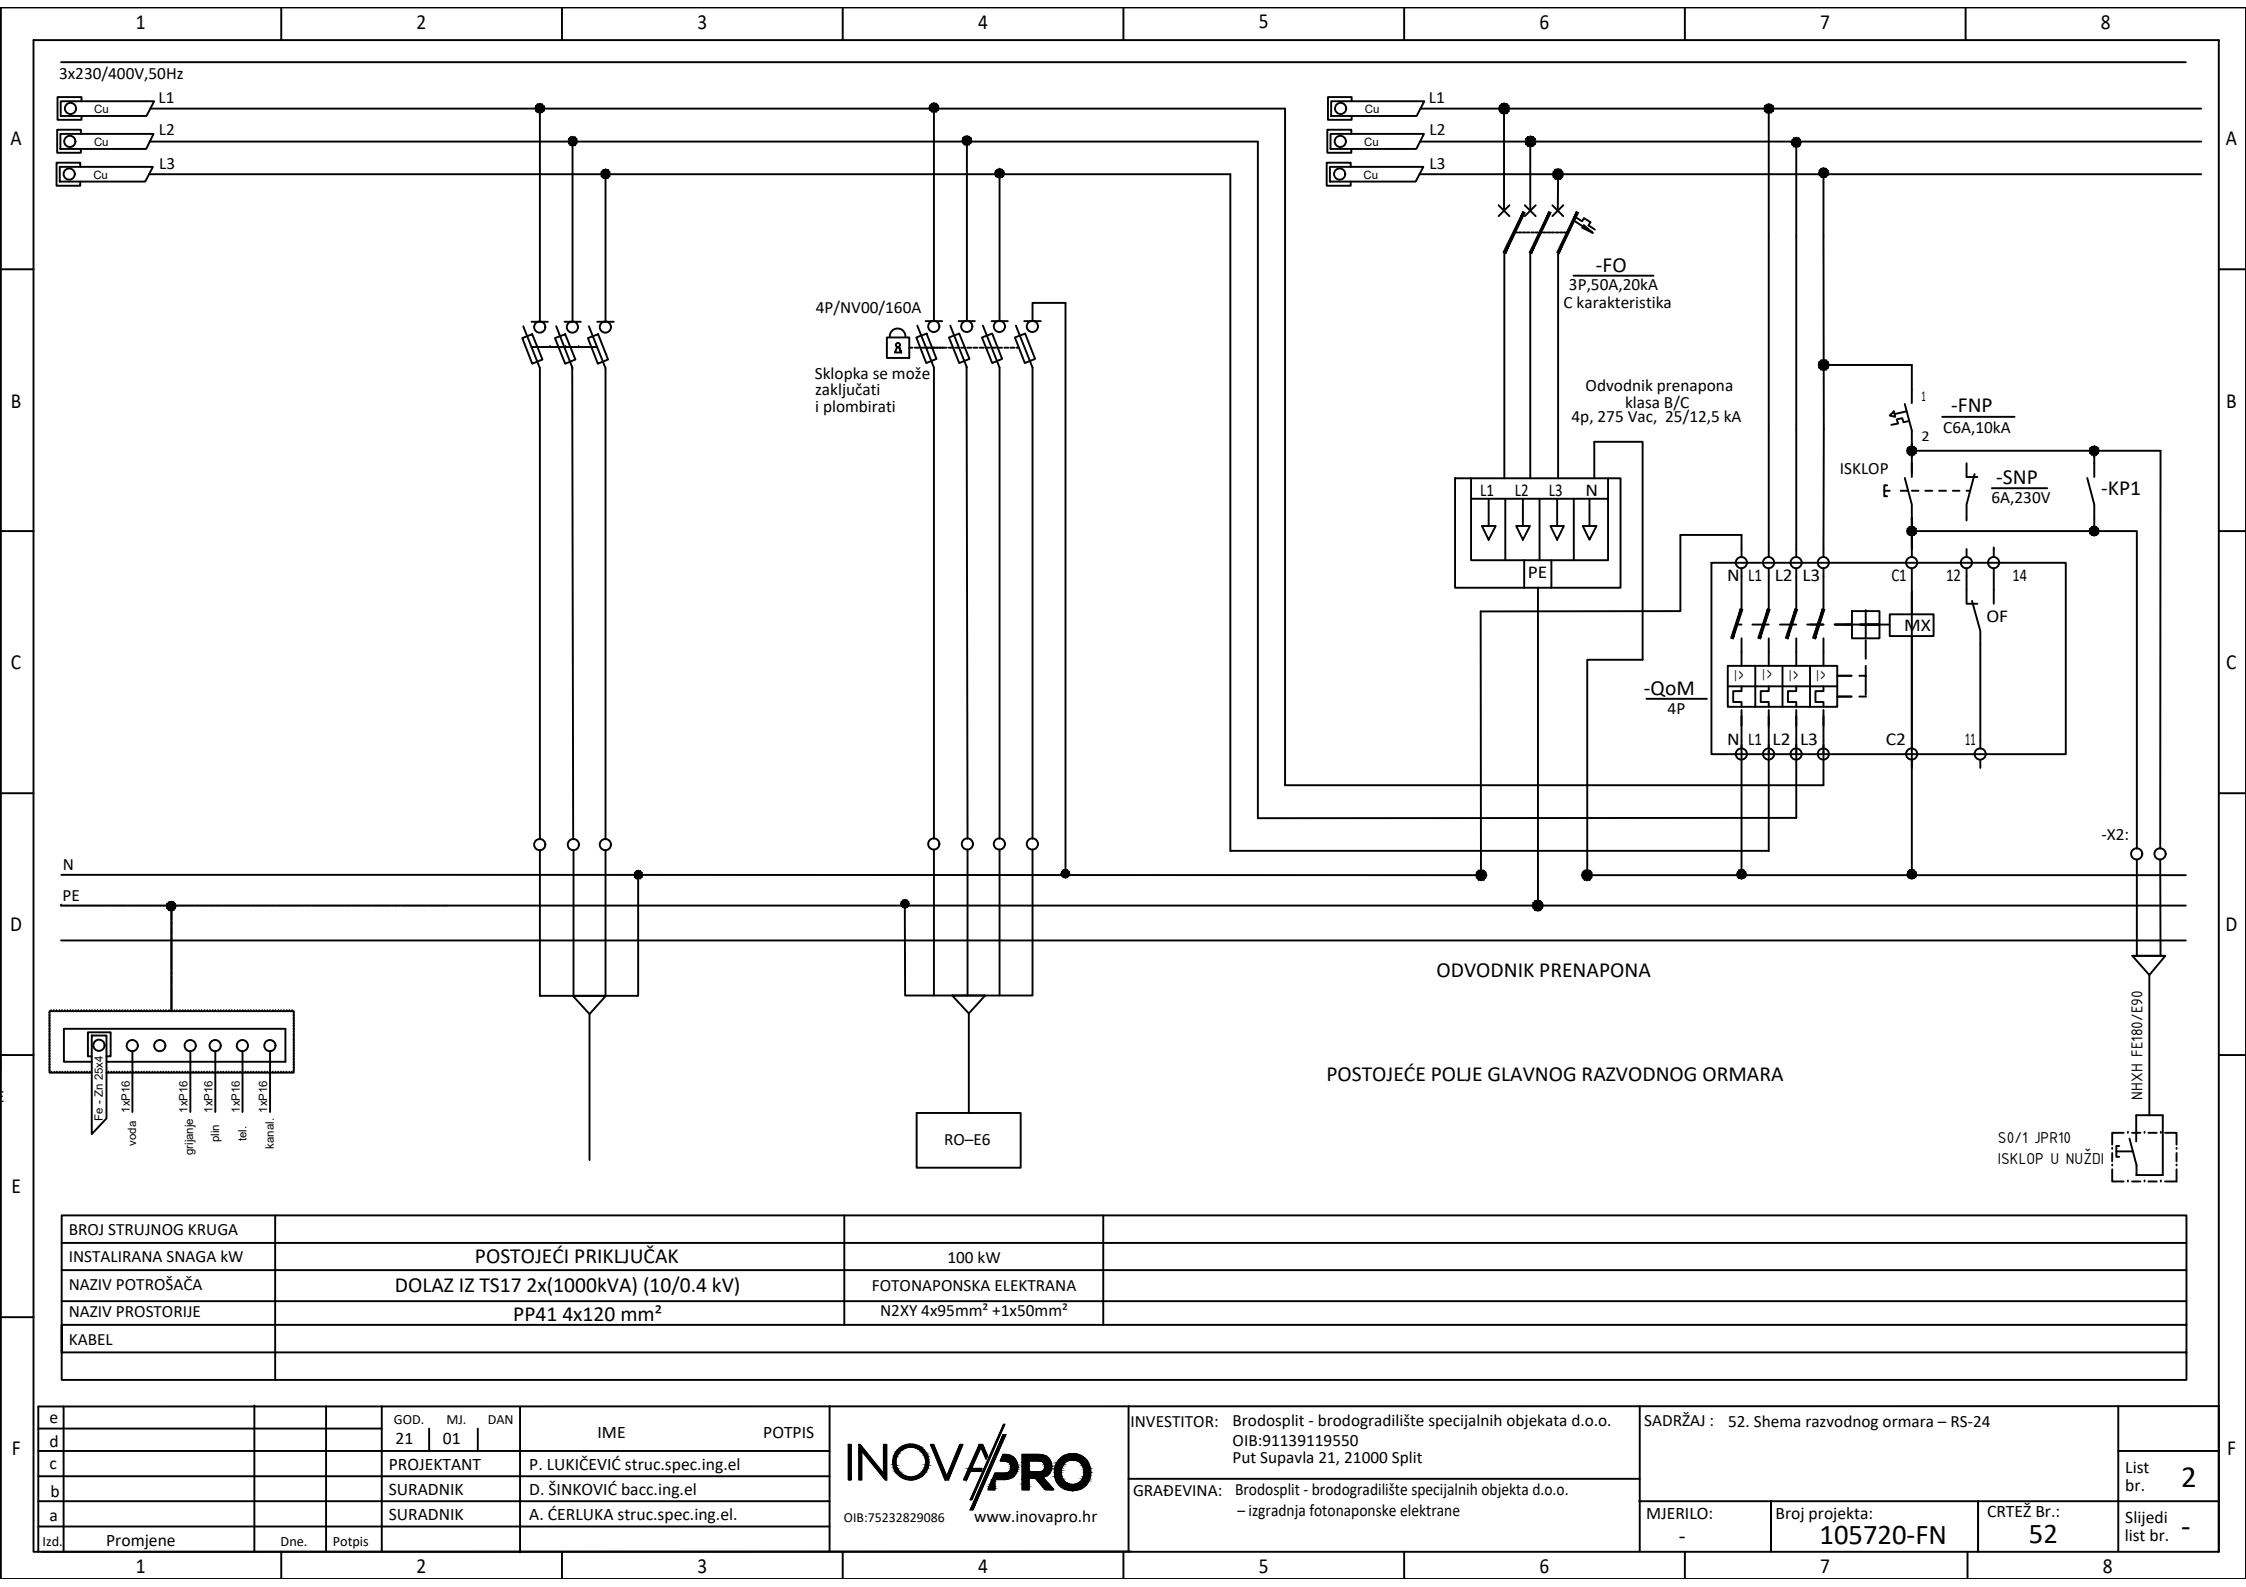 1 2 3 4 5 6 7 8
3x230/400V,50Hz
Cu L1
Cu L2
Cu L3
Cu L1
Cu L2
Cu L3
A A
-FO
3P,50A,20kA
C karakteristika
4P/NV00/160A
Sklopka se može
zaključati
i plombirati
Odvodnik prenapona
klasa B/C
4p, 275 Vac, 25/12,5 kA
B B
1
-FNP
C6A,10kA
2
ISKLOP
-SNP
6A,230V
-KP1
L1 L2 L3 N
PE
N L1 L2 L3 C1 12 14
MX
OF
C C
-QoM
4P
|> |> |> |>
N L1 L2 L3 C2 11
-X2:
N
PE
D D
ODVODNIK PRENAPONA
POSTOJEĆE POLJE GLAVNOG RAZVODNOG ORMARA
NHXH FE180/E90
Fe - Zn 25x4
1xP16
voda
1xP16
grijanje
1xP16
plin
1xP16
tel.
1xP16
kanal.
RO–E6
S0/1 JPR10
ISKLOP U NUŽDI
E E
BROJ STRUJNOG KRUGA
INSTALIRANA SNAGA kW POSTOJEĆI PRIKLJUČAK 100 kW
NAZIV POTROŠAČA DOLAZ IZ TS17 2x(1000kVA) (10/0.4 kV) FOTONAPONSKA ELEKTRANA
NAZIV PROSTORIJE PP41 4x120 mm² N2XY 4x95mm² +1x50mm²
KABEL
F F
e
d
c
b
a
Izd. Promjene Dne. Potpis
GOD. MJ. DAN
21 01
IME POTPIS
PROJEKTANT P. LUKIČEVIĆ struc.spec.ing.el
SURADNIK D. ŠINKOVIĆ bacc.ing.el
SURADNIK A. ĆERLUKA struc.spec.ing.el.
INOVAPRO
OIB:75232829086 www.inovapro.hr
INVESTITOR: Brodosplit - brodogradilište specijalnih objekata d.o.o.
OIB:91139119550
Put Supavla 21, 21000 Split
GRAĐEVINA: Brodosplit - brodogradilište specijalnih objekta d.o.o.
– izgradnja fotonaponske elektrane
SADRŽAJ : 52. Shema razvodnog ormara – RS-24
MJERILO:
-
Broj projekta:
105720-FN
CRTEŽ Br.:
52
List
br. 2
Slijedi
list br. -
1 2 3 4 5 6 7 8